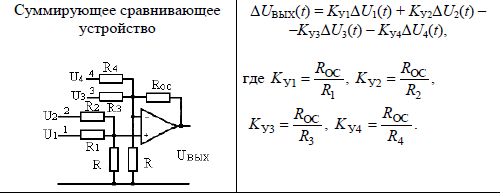 Суммирующее сравнивающее
устройство
U4 4 R4
U3 3 R3 Rос
U2 2 R2
U1 1 R1
R R UВЫХ
ΔUВЫХ(t) = KУ1ΔU1(t) + KУ2ΔU2(t) –
–KУ3ΔU3(t) – KУ4ΔU4(t),
где KУ1 = RОС/R1, KУ2 = RОС/R2,
KУ3 = RОС/R3, KУ4 = RОС/R4.